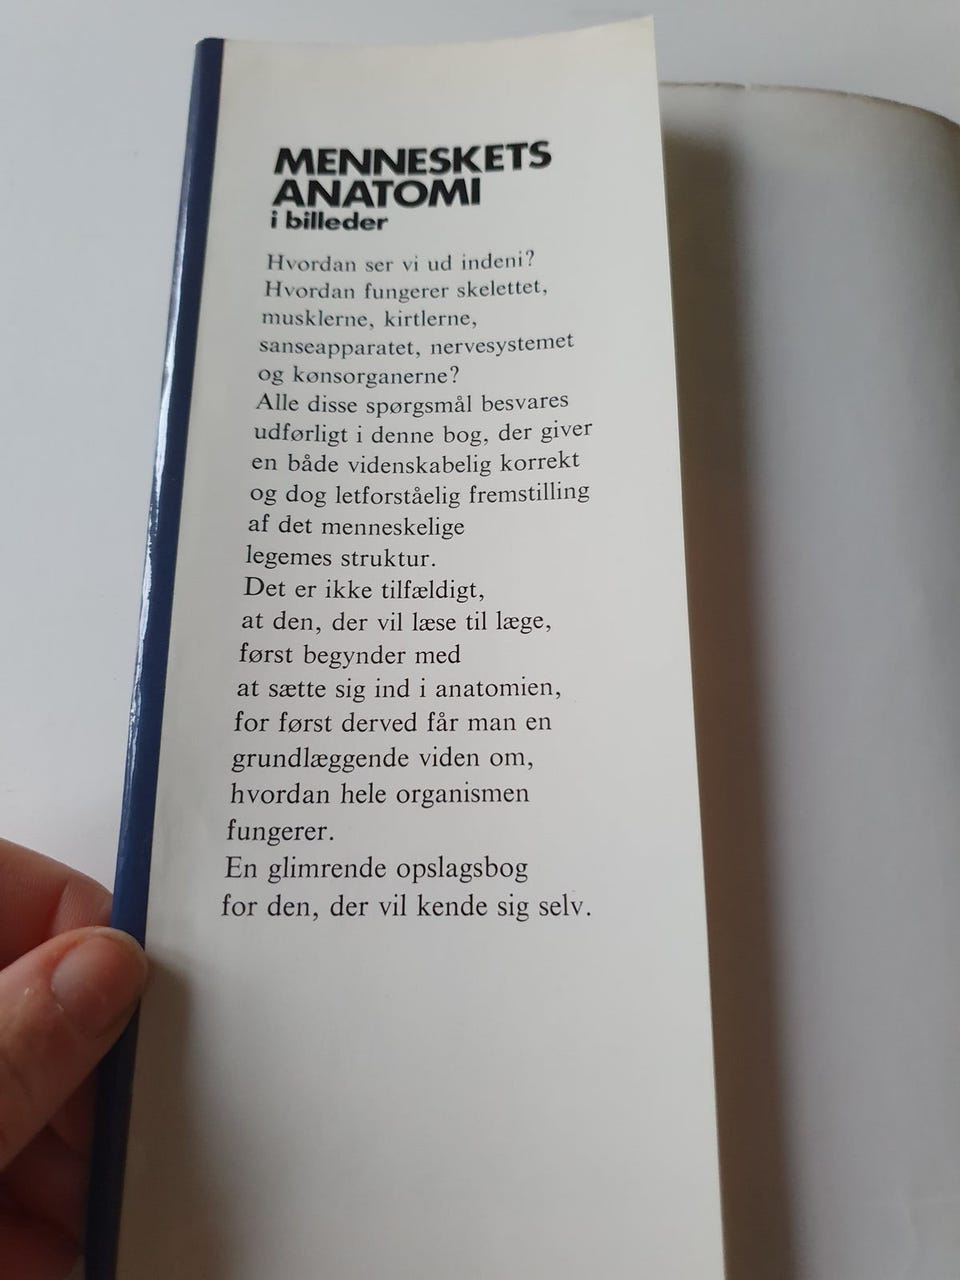 MENNESKETS
ANATOMI
i billeder
Hvordan ser vi ud indeni?
Hvordan fungerer skelettet,
musklerne, kirtlerne,
sanseapparatet, nervesystemet
og kønsorganerne?
Alle disse spørgsmål besvares
udførligt i denne bog, der giver
en både videnskabelig korrekt
og dog letforståelig fremstilling
af det menneskelige
legemes struktur.
Det er ikke tilfældigt,
at den, der vil læse til læge,
først begynder med
at sætte sig ind i anatomien,
for først derved får man en
grundlæggende viden om,
hvordan hele organismen
fungerer.
En glimrende opslagsbog
for den, der vil kende sig selv.